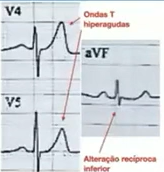 V4
Ondas T
hiperagudas
aVF
V5
Alteração recíproca
inferior